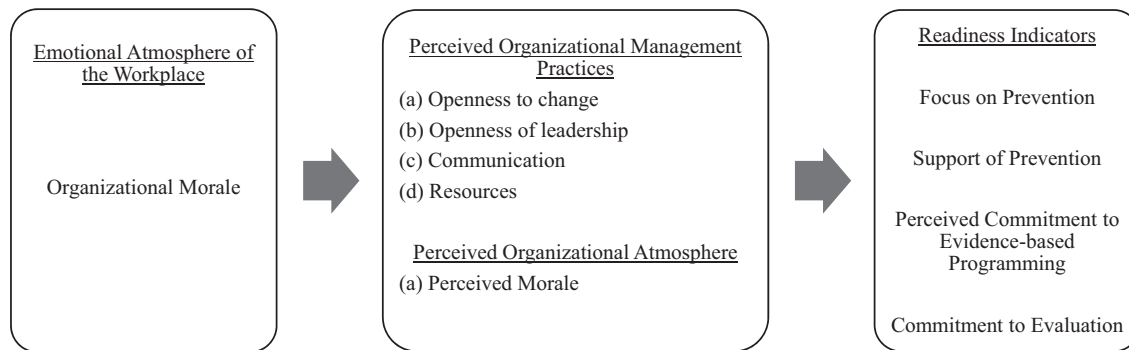 Emotional Atmosphere of
the Workplace
Organizational Morale
Perceived Organizational Management
Practices
(a) Openness to change
(b) Openness of leadership
(c) Communication
(d) Resources
Perceived Organizational Atmosphere
(a) Perceived Morale
Readiness Indicators
Focus on Prevention
Support of Prevention
Perceived Commitment to
Evidence-based
Programming
Commitment to Evaluation